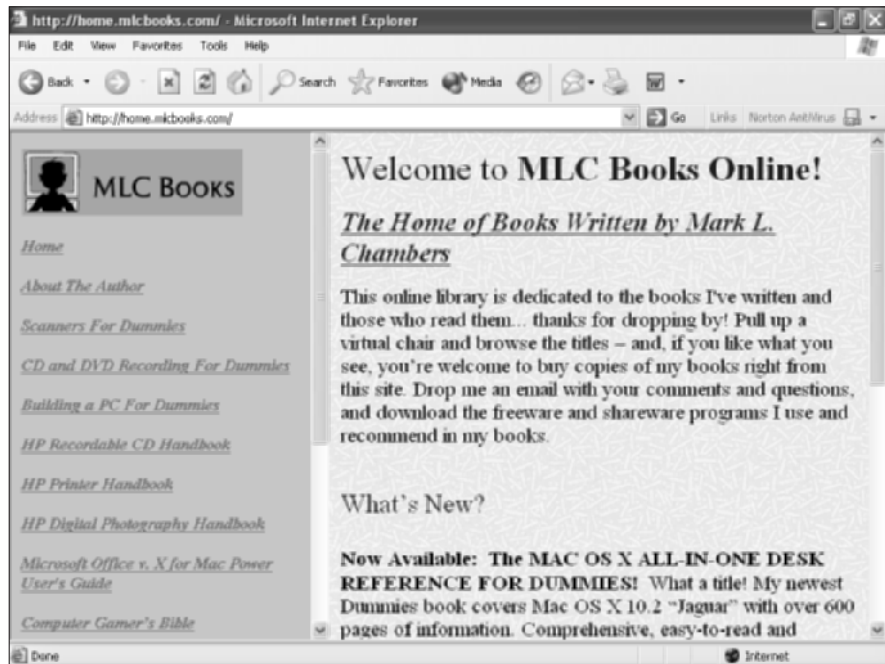 http://home.mlcbooks.com/ - Microsoft Internet Explorer
File Edit View Favorites Tools Help
Back Search Favorites Media
Address http://home.mlcbooks.com/ Go Links Norton AntiVirus
MLC BOOKS
Home
About The Author
Scanners For Dummies
CD and DVD Recording For Dummies
Building a PC For Dummies
HP Recordable CD Handbook
HP Printer Handbook
HP Digital Photography Handbook
Microsoft Office v. X for Mac Power
User's Guide
Computer Gamer's Bible
Welcome to MLC Books Online!
The Home of Books Written by Mark L.
Chambers
This online library is dedicated to the books I've written and
those who read them... thanks for dropping by! Pull up a
virtual chair and browse the titles – and, if you like what you
see, you're welcome to buy copies of my books right from
this site. Drop me an email with your comments and questions,
and download the freeware and shareware programs I use and
recommend in my books.
What's New?
Now Available: The MAC OS X ALL-IN-ONE DESK
REFERENCE FOR DUMMIES! What a title! My newest
Dummies book covers Mac OS X 10.2 “Jaguar” with over 600
pages of information. Comprehensive, easy-to-read and
Done Internet